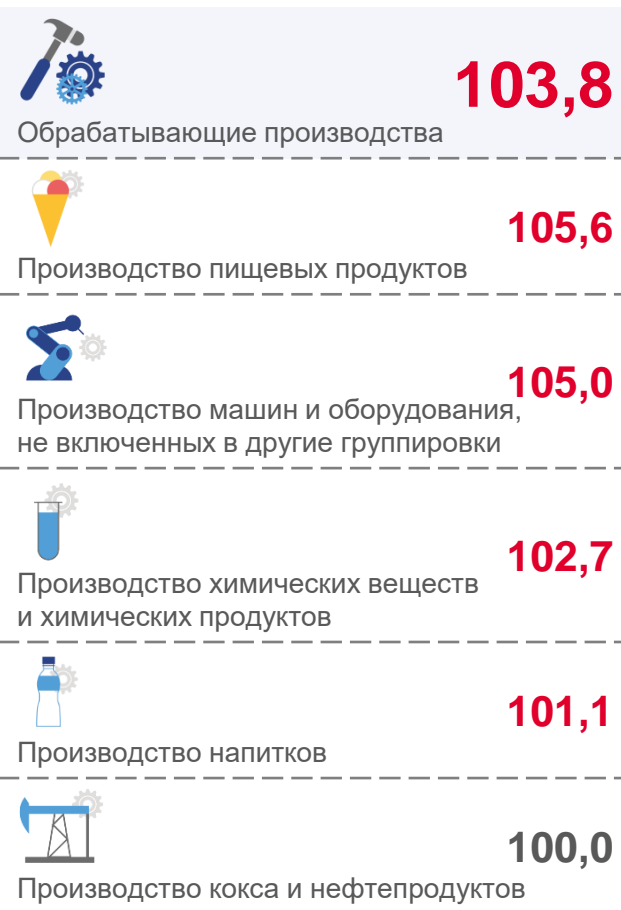 103,8
Обрабатывающие производства
105,6
Производство пищевых продуктов
105,0
Производство машин и оборудования,
не включенных в другие группировки
102,7
Производство химических веществ
и химических продуктов
101,1
Производство напитков
100,0
Производство кокса и нефтепродуктов